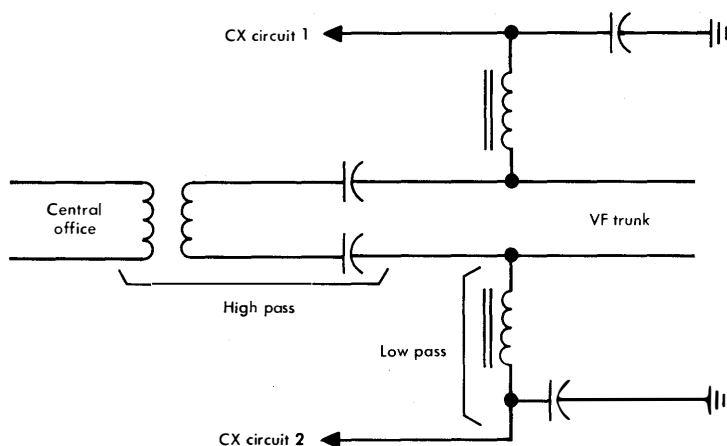 CX circuit 1
Central
office
VF trunk
High pass
Low pass
CX circuit 2